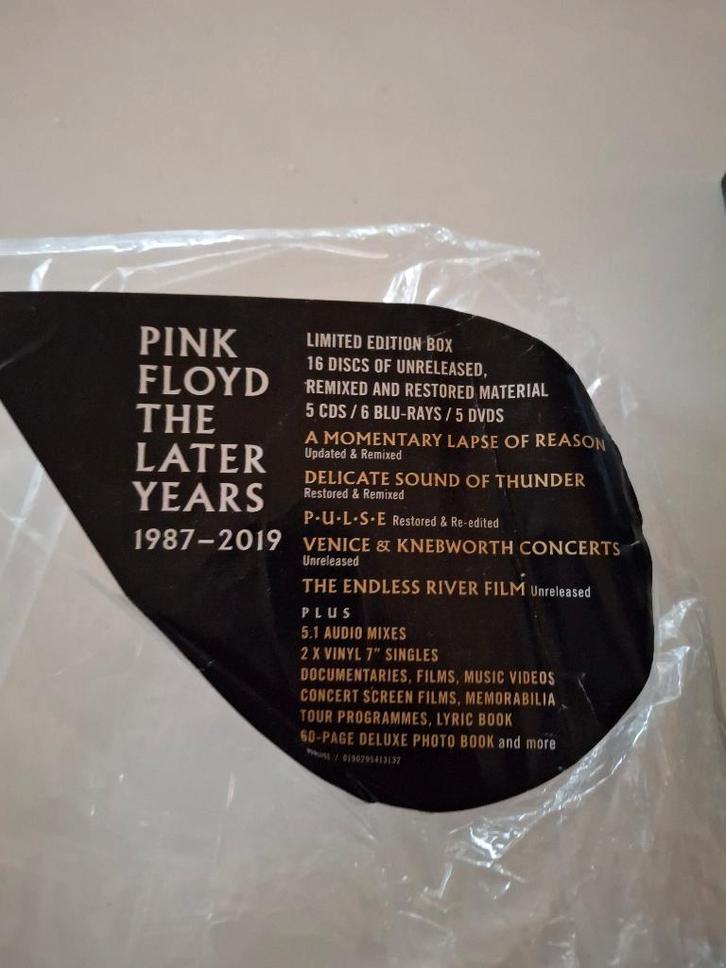 PINK
FLOYD
THE
LATER
YEARS
1987–2019
LIMITED EDITION BOX
16 DISCS OF UNRELEASED,
REMIXED AND RESTORED MATERIAL
5 CDS / 6 BLU-RAYS / 5 DVDS
A MOMENTARY LAPSE OF REASON
Updated & Remixed
DELICATE SOUND OF THUNDER
Restored & Remixed
P·U·L·S·E Restored & Re-edited
VENICE & KNEBWORTH CONCERTS
Unreleased
THE ENDLESS RIVER FILM Unreleased
PLUS
5.1 AUDIO MIXES
2 X VINYL 7" SINGLES
DOCUMENTARIES, FILMS, MUSIC VIDEOS
CONCERT SCREEN FILMS, MEMORABILIA
TOUR PROGRAMMES, LYRIC BOOK
60-PAGE DELUXE PHOTO BOOK and more
/ 0190295413132